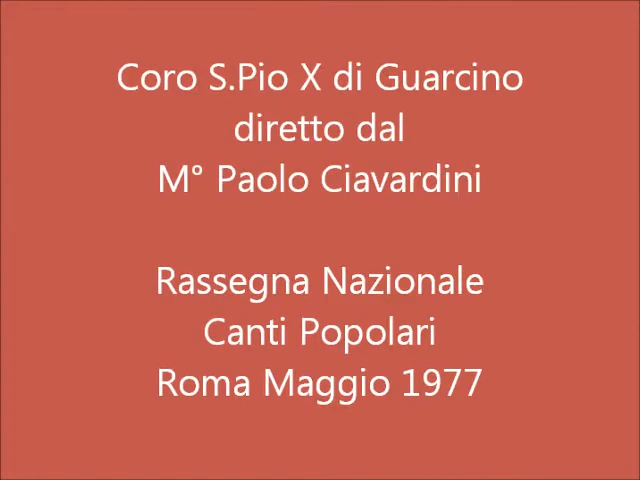 Coro S.Pio X di Guarcino
diretto dal
M° Paolo Ciavardini
Rassegna Nazionale
Canti Popolari
Roma Maggio 1977